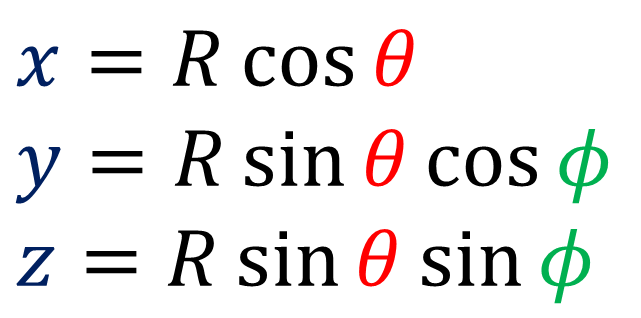 x = R cos θ
y = R sin θ cos ϕ
z = R sin θ sin ϕ